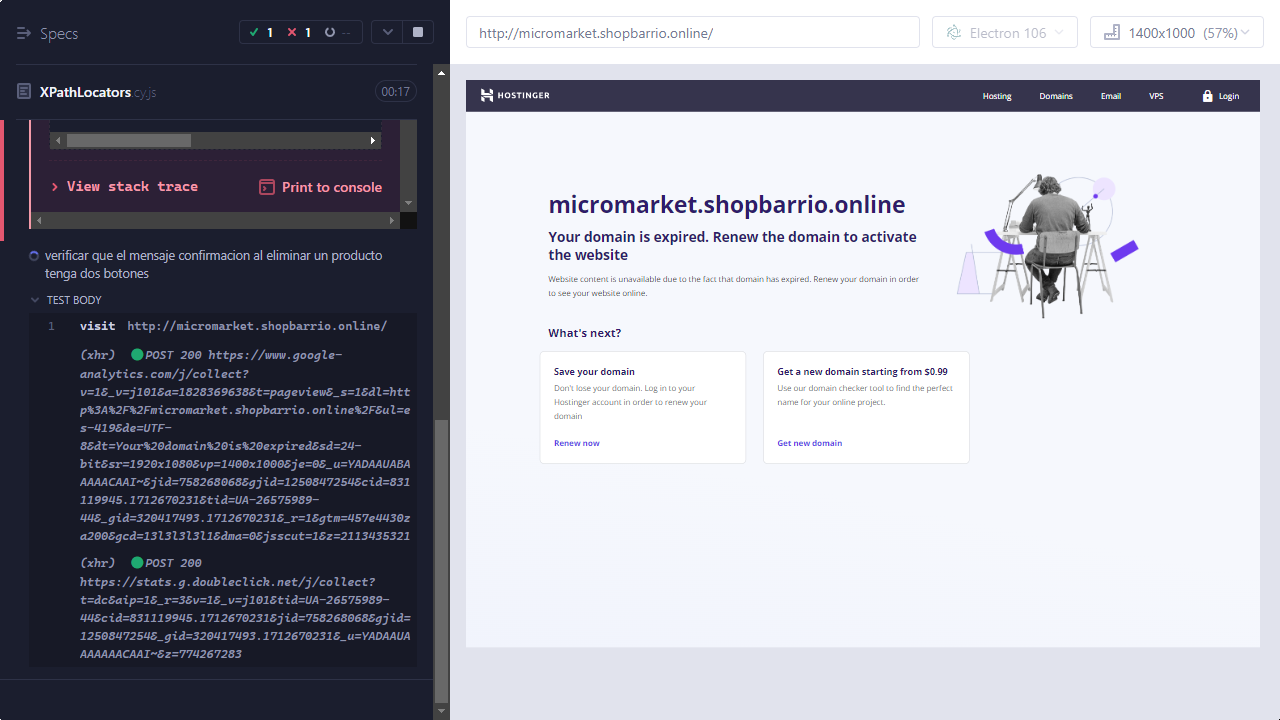 Specs
1
1
--
XPathLocators.cy.js
00:17
View stack trace
Print to console
verificar que el mensaje confirmacion al eliminar un producto
tenga dos botones
TEST BODY
1 visit http://micromarket.shopbarrio.online/
(xhr) POST 200 https://www.google-
analytics.com/j/collect?
v=1&_v=j101&a=1828369638&t=pageview&_s=1&dl=htt
p%3A%2F%2Fmicromarket.shopbarrio.online%2F&ul=e
s-419&de=UTF-
8&dt=Your%20domain%20is%20expired&sd=24-
bit&sr=1920x1080&vp=1400x1000&je=0&_u=YADAAUABA
AAAACAAI~&jid=758268068&gjid=1250847254&cid=831
119945.1712670231&tid=UA-26575989-
44&_gid=320417493.1712670231&_r=1&gtm=457e4430z
a200&gcd=13l3l3l3l1&dma=0&jsscut=1&z=2113435321
(xhr) POST 200
https://stats.g.doubleclick.net/j/collect?
t=dc&aip=1&_r=3&v=1&_v=j101&tid=UA-26575989-
44&cid=831119945.1712670231&jid=758268068&gjid=
1250847254&_gid=320417493.1712670231&_u=YADAAUA
AAAAAACAAI~&z=774267283
http://micromarket.shopbarrio.online/
Electron 106
1400x1000 (57%)
HOSTINGER
Hosting
Domains
Email
VPS
Login
micromarket.shopbarrio.online
Your domain is expired. Renew the domain to activate
the website
Website content is unavailable due to the fact that domain has expired. Renew your domain in order
to see your website online.
What's next?
Save your domain
Don't lose your domain. Log in to your
Hostinger account in order to renew your
domain
Renew now
Get a new domain starting from $0.99
Use our domain checker tool to find the perfect
name for your online project.
Get new domain